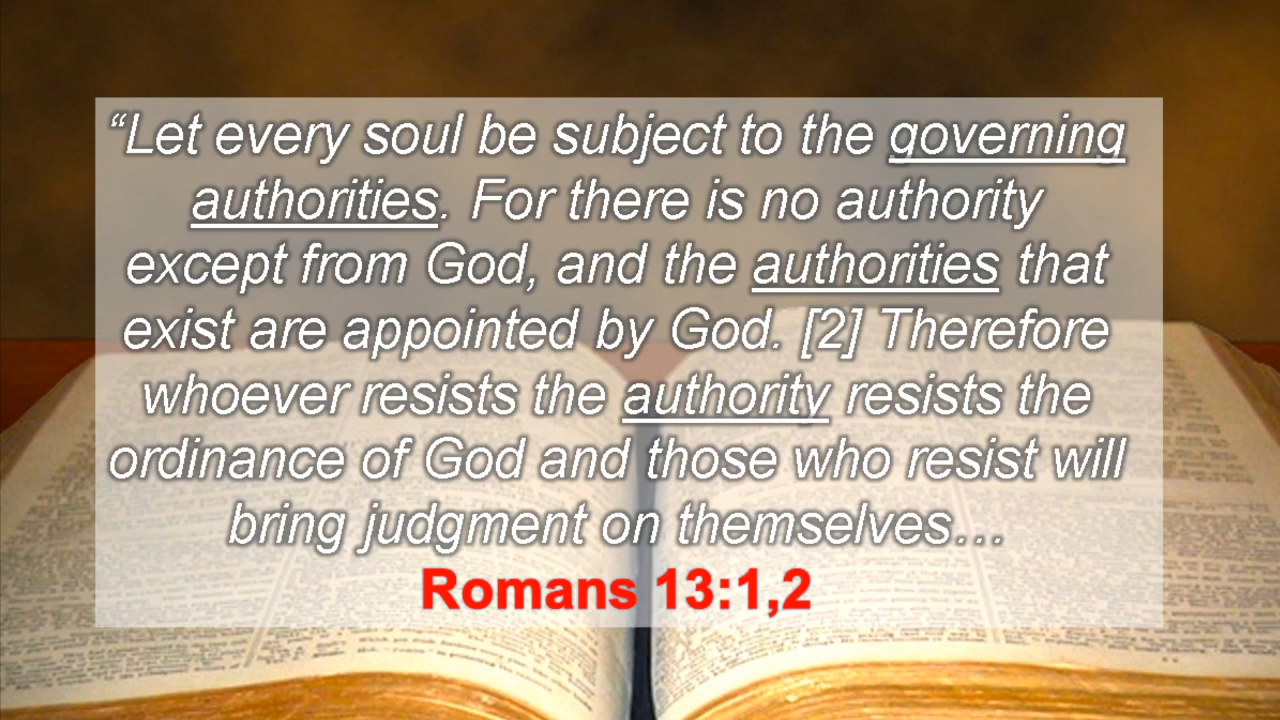 “Let every soul be subject to the governing
authorities. For there is no authority
except from God, and the authorities that
exist are appointed by God. [2] Therefore
whoever resists the authority resists the
ordinance of God and those who resist will
bring judgment on themselves…
Romans 13:1,2